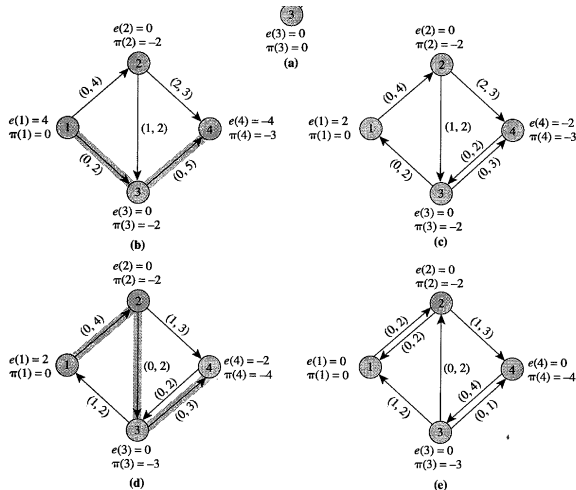 3
e(3) = 0
π(3) = 0
(a)
e(2) = 0
π(2) = −2
2
(0, 4)
(2, 3)
e(1) = 4
π(1) = 0
1
(1, 2)
4
e(4) = −4
π(4) = −3
(0, 2)
(0, 5)
3
e(3) = 0
π(3) = −2
(b)
e(2) = 0
π(2) = −2
2
(0, 4)
(2, 3)
e(1) = 2
π(1) = 0
1
(1, 2)
4
e(4) = −2
π(4) = −3
(0, 2)
(0, 2)
(0, 3)
3
e(3) = 0
π(3) = −2
(c)
e(2) = 0
π(2) = −2
2
(0, 4)
(1, 3)
e(1) = 2
π(1) = 0
1
(0, 2)
4
e(4) = −2
π(4) = −4
(1, 2)
(0, 2)
(0, 3)
3
e(3) = 0
π(3) = −3
(d)
e(2) = 0
π(2) = −2
2
(0, 2)
(0, 2)
(1, 3)
e(1) = 0
π(1) = 0
1
(0, 2)
4
e(4) = 0
π(4) = −4
(1, 2)
(0, 4)
(0, 1)
3
e(3) = 0
π(3) = −3
(e)